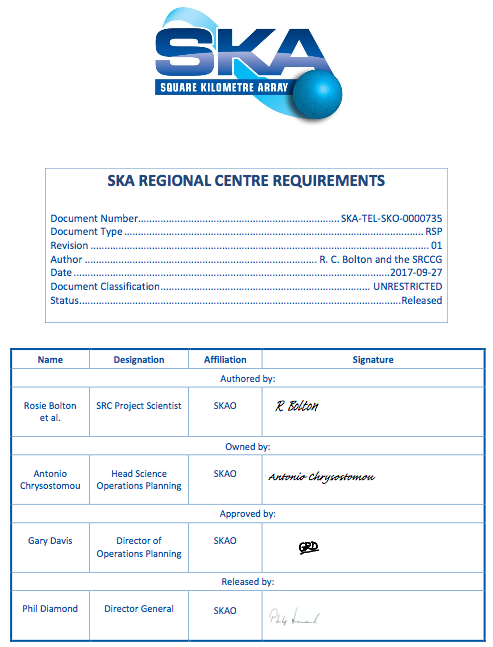 SKA
SQUARE KILOMETRE ARRAY
SKA REGIONAL CENTRE REQUIREMENTS
Document Number.......................................................................SKA-TEL-SKO-0000735
Document Type.......................................................................................................RSP
Revision.....................................................................................................................01
Author.............................................................................R. C. Bolton and the SRCCG
Date..............................................................................................................2017-09-27
Document Classification......................................................................UNRESTRICTED
Status................................................................................................................Released
Name Designation Affiliation Signature
Authored by:
Rosie Bolton et al. SRC Project Scientist SKAO R. Bolton
Owned by:
Antonio Chrysostomou Head Science Operations Planning SKAO Antonio Chrysostomou
Approved by:
Gary Davis Director of Operations Planning SKAO GRD
Released by:
Phil Diamond Director General SKAO